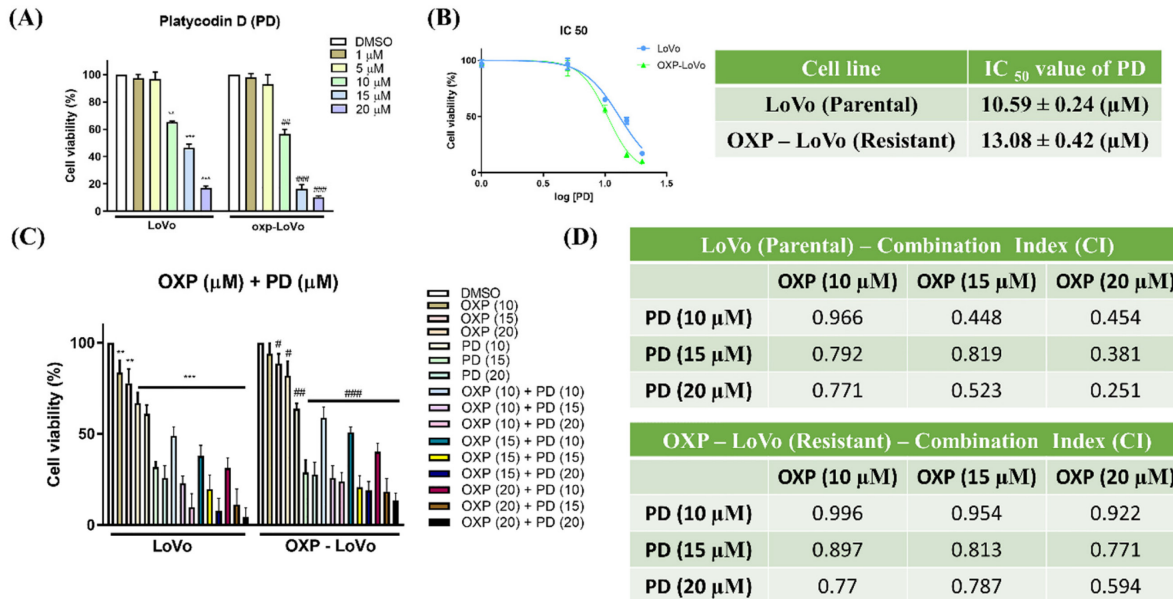 (A)
Platycodin D (PD)
DMSO
1 μM
5 μM
10 μM
15 μM
20 μM
Cell viability (%)
100
80
60
40
20
0
**
***
***
##
###
###
LoVo
oxp-LoVo
(B)
IC 50
LoVo
OXP-LoVo
Cell viability (%)
100
50
0
0.0
0.5
1.0
1.5
log [PD]
Cell line IC 50 value of PD
LoVo (Parental) 10.59 ± 0.24 (μM)
OXP – LoVo (Resistant) 13.08 ± 0.42 (μM)
(C)
OXP (μM) + PD (μM)
Cell viability (%)
100
50
0
**
**
***
#
#
##
###
LoVo
OXP - LoVo
DMSO
OXP (10)
OXP (15)
OXP (20)
PD (10)
PD (15)
PD (20)
OXP (10) + PD (10)
OXP (10) + PD (15)
OXP (10) + PD (20)
OXP (15) + PD (10)
OXP (15) + PD (15)
OXP (15) + PD (20)
OXP (20) + PD (10)
OXP (20) + PD (15)
OXP (20) + PD (20)
(D)
LoVo (Parental) – Combination Index (CI)
OXP (10 μM) OXP (15 μM) OXP (20 μM)
PD (10 μM) 0.966 0.448 0.454
PD (15 μM) 0.792 0.819 0.381
PD (20 μM) 0.771 0.523 0.251
OXP – LoVo (Resistant) – Combination Index (CI)
OXP (10 μM) OXP (15 μM) OXP (20 μM)
PD (10 μM) 0.996 0.954 0.922
PD (15 μM) 0.897 0.813 0.771
PD (20 μM) 0.77 0.787 0.594